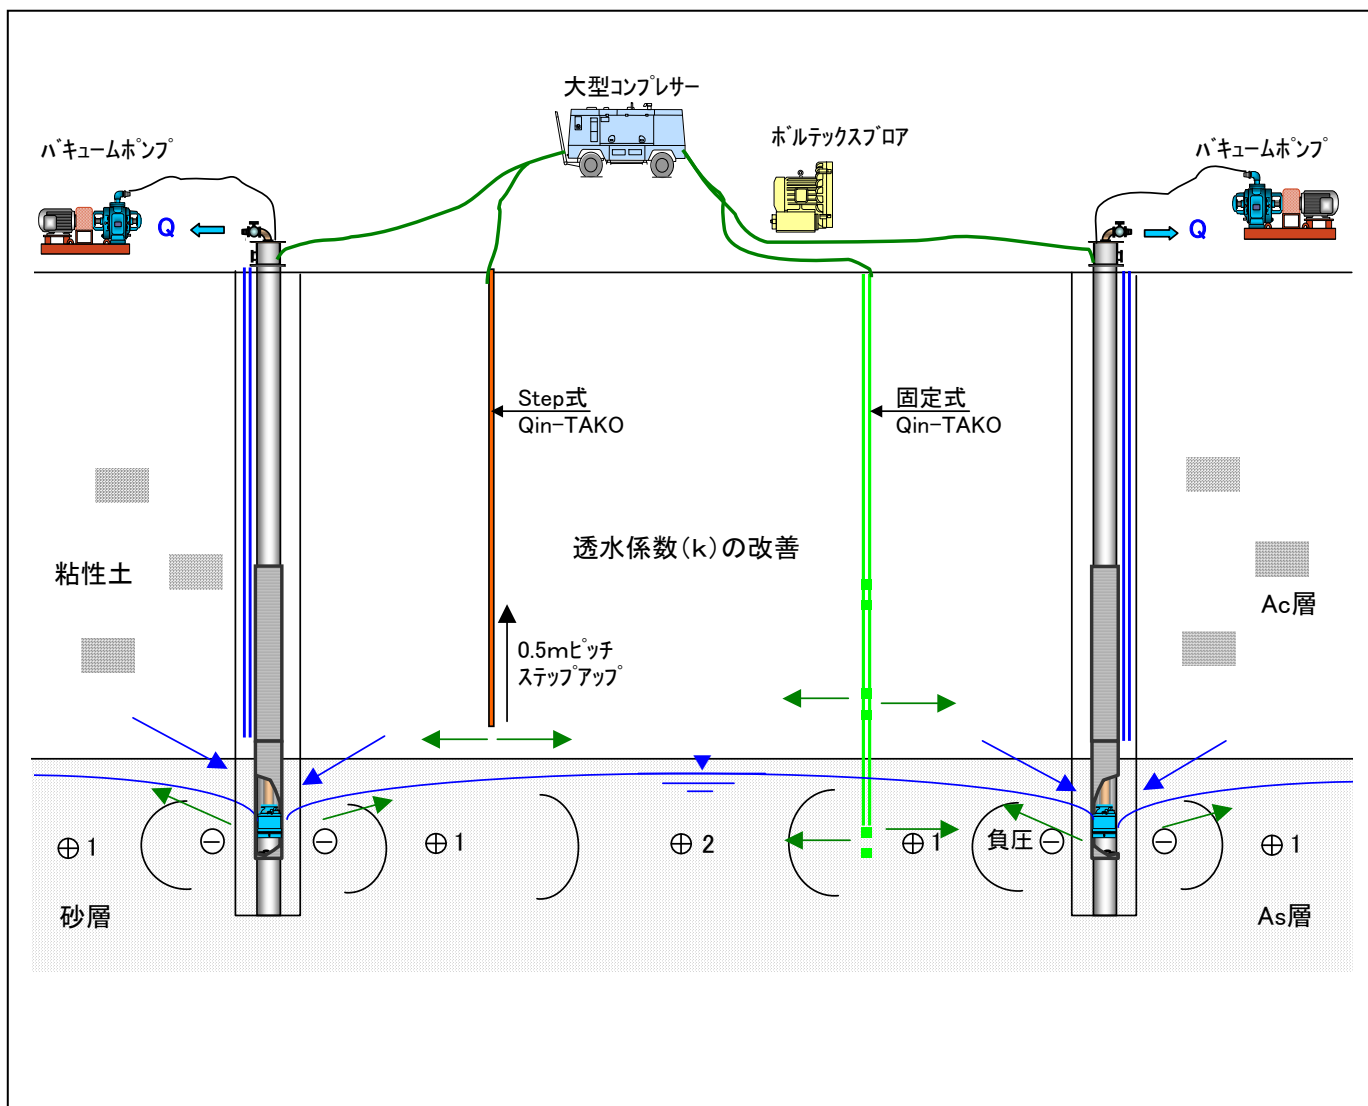 大型ｺﾝﾌﾟﾚｻｰ
ﾊﾞｷｭｰﾑﾎﾟﾝﾌﾟ
ﾎﾞﾙﾃｯｸｽﾌﾞﾛｱ
ﾊﾞｷｭｰﾑﾎﾟﾝﾌﾟ
Q
Q
Step式
Qin-TAKO
固定式
Qin-TAKO
透水係数(k)の改善
粘性土
Ac層
0.5mﾋﾟｯﾁ
ｽﾃｯﾌﾟｱｯﾌﾟ
⊕1
⊖
⊖
⊕1
⊕2
⊕1
負圧⊖
⊖
⊕1
砂層
As層